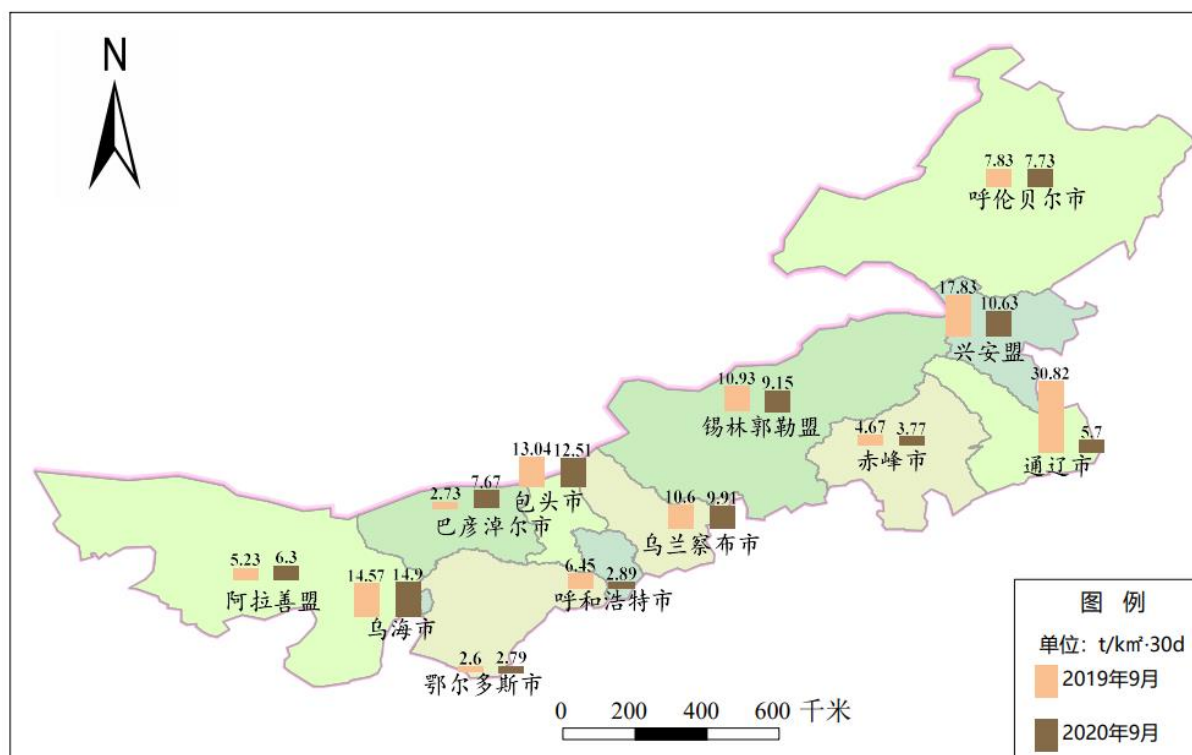 N
7.83 7.73
呼伦贝尔市
17.83 10.63
兴安盟
30.82 5.7
通辽市
10.93 9.15
锡林郭勒盟
4.67 3.77
赤峰市
13.04 12.51
包头市
2.73 7.67
巴彦淖尔市
10.6 9.91
乌兰察布市
5.23 6.3
阿拉善盟
14.57 14.9
乌海市
6.45 2.89
呼和浩特市
2.6 2.79
鄂尔多斯市
0 200 400 600 千米
图 例
单位：t/k㎡·30d
2019年9月
2020年9月